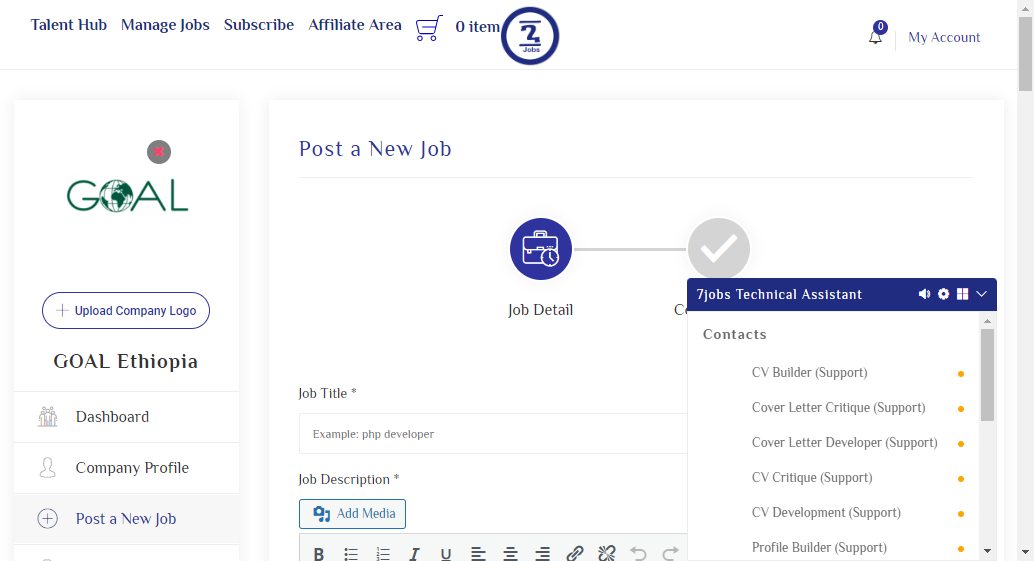 Talent Hub Manage Jobs Subscribe Affiliate Area 0 item
Jobs
0
My Account
GOAL
Upload Company Logo
GOAL Ethiopia
Dashboard
Company Profile
Post a New Job
Post a New Job
Job Detail
7jobs Technical Assistant
Contacts
CV Builder (Support)
Cover Letter Critique (Support)
Cover Letter Developer (Support)
CV Critique (Support)
CV Development (Support)
Profile Builder (Support)
Job Title *
Example: php developer
Job Description *
Add Media
B I U